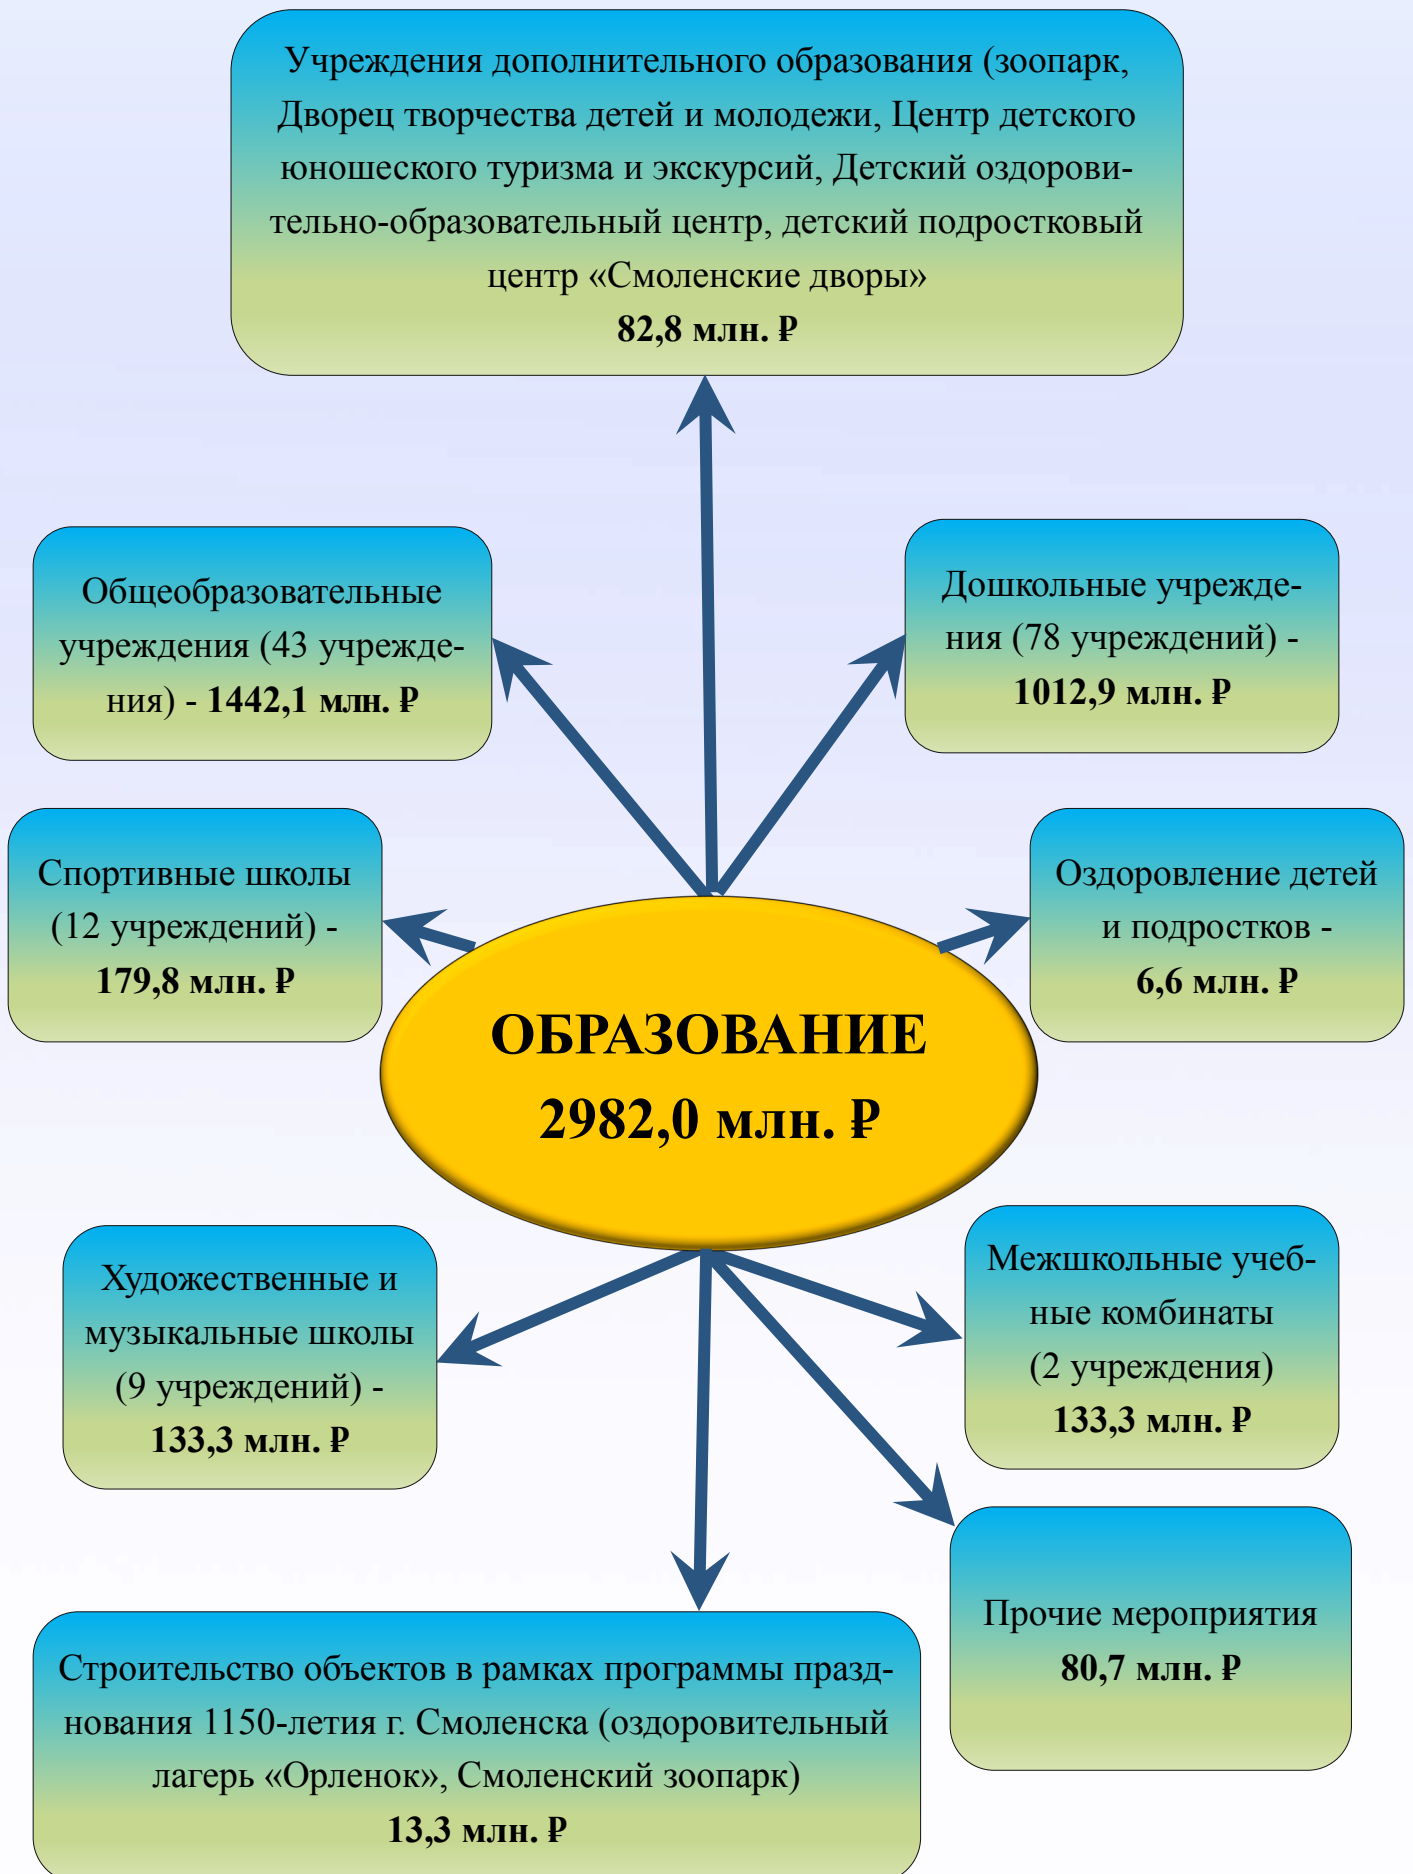 Учреждения дополнительного образования (зоопарк,
Дворец творчества детей и молодежи, Центр детского
юношеского туризма и экскурсий, Детский оздорови-
тельно-образовательный центр, детский подростковый
центр «Смоленские дворы»
82,8 млн. ₽
Общеобразовательные
учреждения (43 учрежде-
ния) - 1442,1 млн. ₽
Дошкольные учрежде-
ния (78 учреждений) -
1012,9 млн. ₽
Спортивные школы
(12 учреждений) -
179,8 млн. ₽
Оздоровление детей
и подростков -
6,6 млн. ₽
ОБРАЗОВАНИЕ
2982,0 млн. ₽
Художественные и
музыкальные школы
(9 учреждений) -
133,3 млн. ₽
Межшкольные учеб-
ные комбинаты
(2 учреждения)
133,3 млн. ₽
Прочие мероприятия
80,7 млн. ₽
Строительство объектов в рамках программы празд-
нования 1150-летия г. Смоленска (оздоровительный
лагерь «Орленок», Смоленский зоопарк)
13,3 млн. ₽